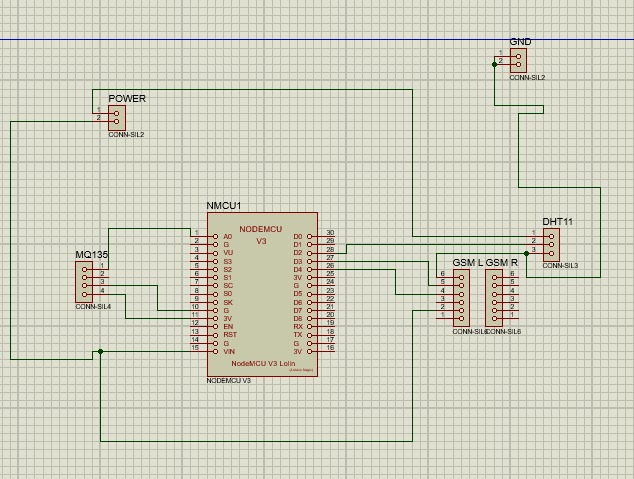 GND
1
2
CONN-SIL2
POWER
1
2
CONN-SIL2
NMCU1
NODEMCU
V3
1 A0 D0 30
2 G D1 29
3 VU D2 28
4 S3 D3 27
5 S2 D4 26
6 S1 3V 25
7 SC G 24
8 S0 D5 23
9 SK D6 22
10 G D7 21
11 3V D8 20
12 EN RX 19
13 RST TX 18
14 G G 17
15 VIN 3V 16
NodeMCU V3 Lolin
NODEMCU V3
MQ135
1
2
3
4
CONN-SIL4
DHT11
1
2
3
CONN-SIL3
GSM L GSM R
6 6
5 5
4 4
3 3
2 2
1 1
CONN-SIL6 CONN-SIL6